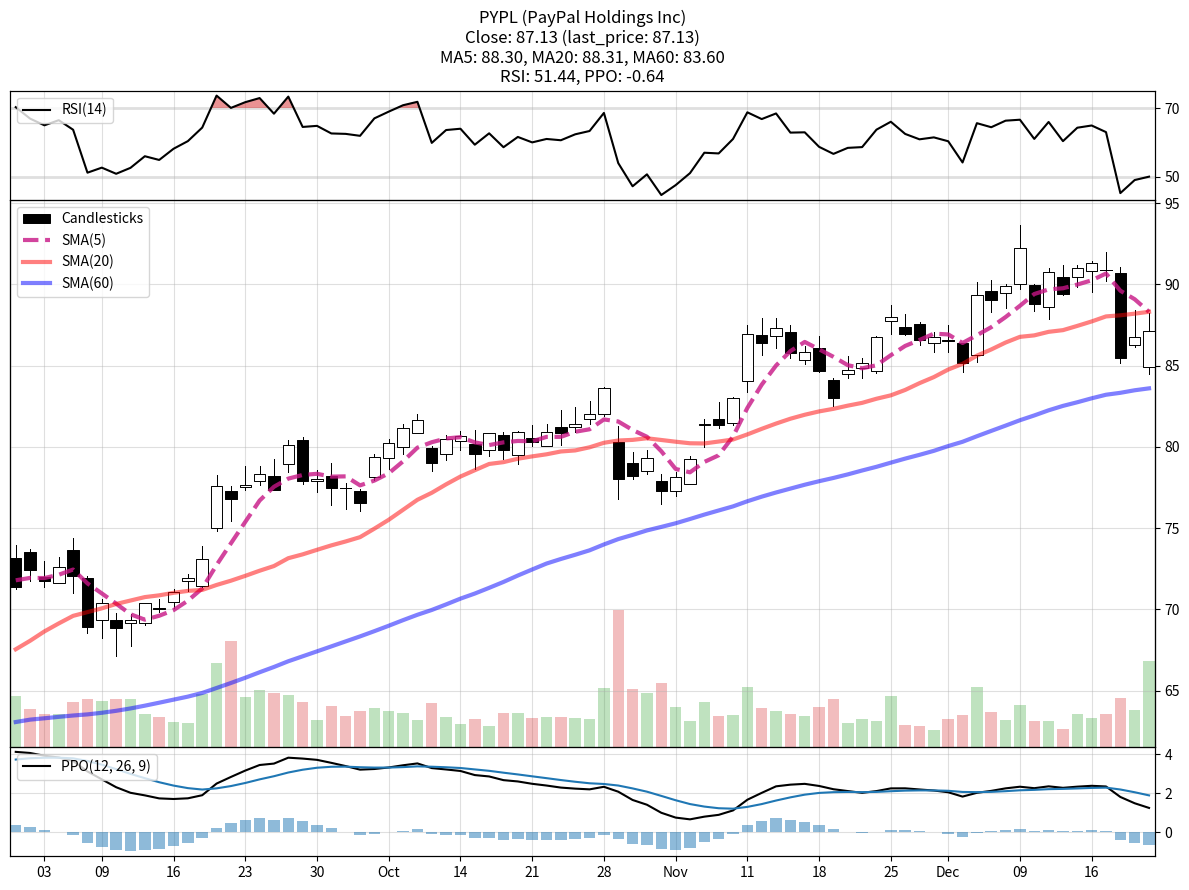 PYPL (PayPal Holdings Inc)
Close: 87.13 (last_price: 87.13)
MA5: 88.30, MA20: 88.31, MA60: 83.60
RSI: 51.44, PPO: -0.64
RSI(14)
70
50
Candlesticks
SMA(5)
SMA(20)
SMA(60)
95
90
85
80
75
70
65
PPO(12, 26, 9)
4
2
0
03 09 16 23 30 Oct 14 21 28 Nov 11 18 25 Dec 09 16